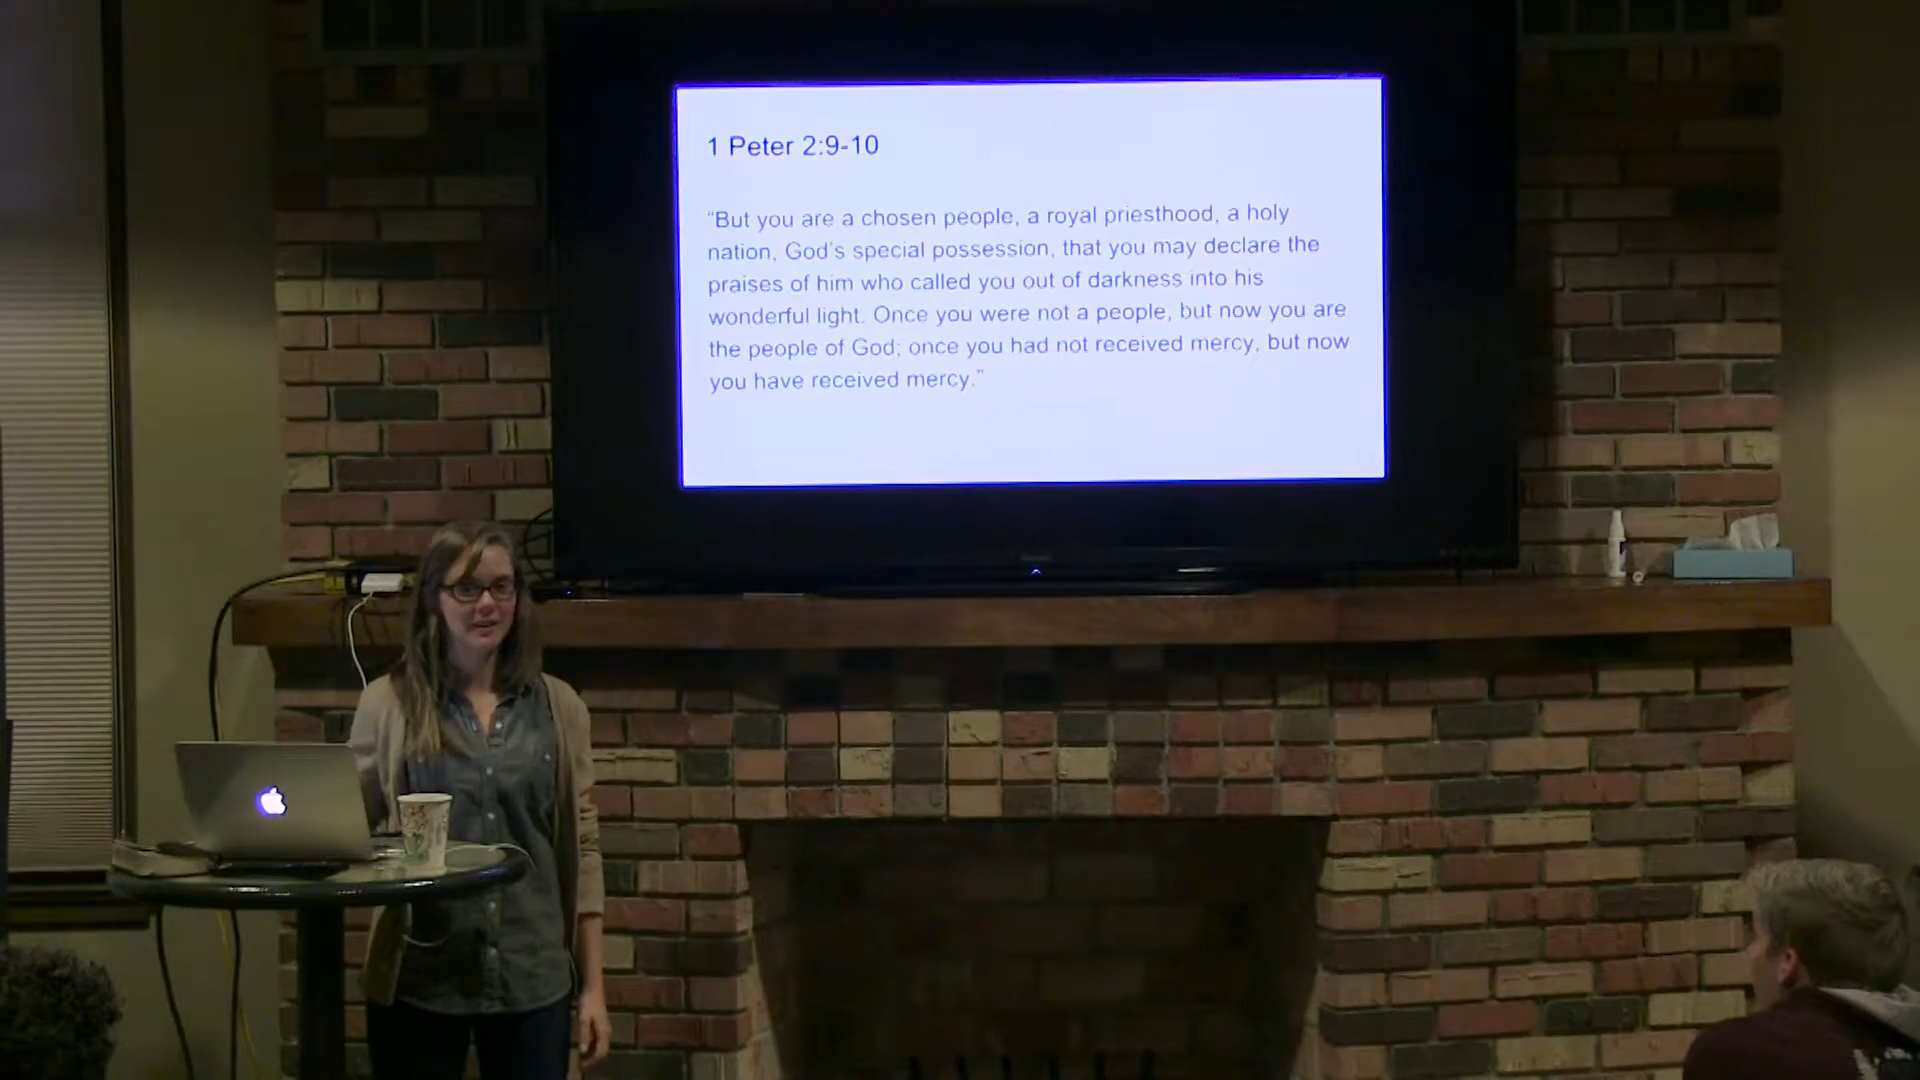 1 Peter 2:9-10
“But you are a chosen people, a royal priesthood, a holy
nation, God’s special possession, that you may declare the
praises of him who called you out of darkness into his
wonderful light. Once you were not a people, but now you are
the people of God; once you had not received mercy, but now
you have received mercy.”